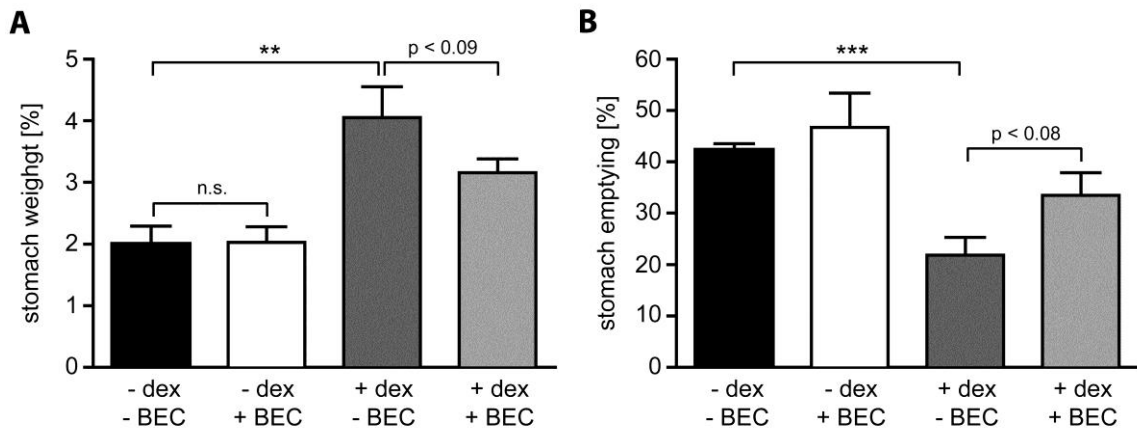 A
stomach weighgt [%]
5
4
3
2
1
0
**
p < 0.09
n.s.
- dex
- BEC
- dex
+ BEC
+ dex
- BEC
+ dex
+ BEC
B
stomach emptying [%]
60
50
40
30
20
10
0
***
p < 0.08
- dex
- BEC
- dex
+ BEC
+ dex
- BEC
+ dex
+ BEC